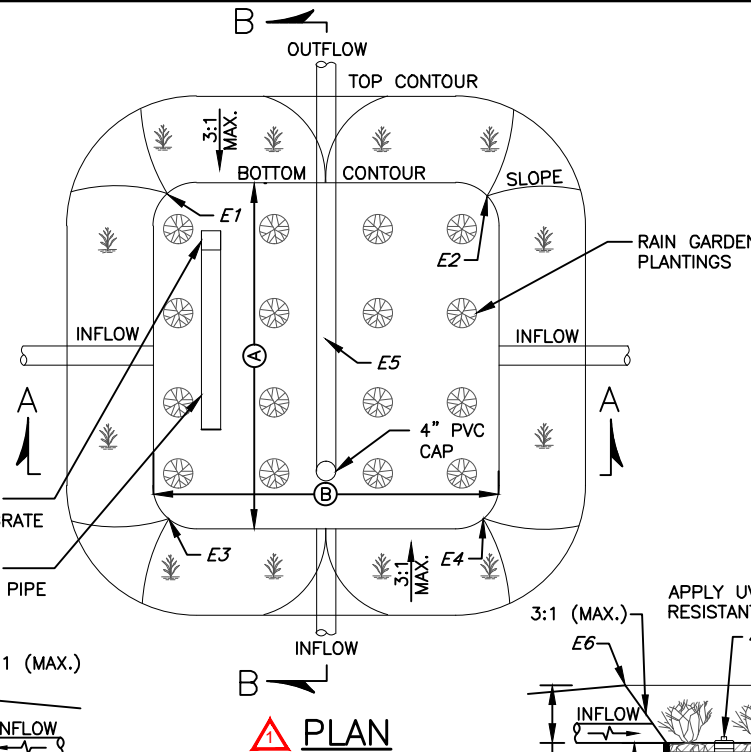 B
OUTFLOW
TOP CONTOUR
3:1
MAX.
BOTTOM CONTOUR
SLOPE
E1
E2
RAIN GARDEN
PLANTINGS
INFLOW
INFLOW
A
E5
A
A
4" PVC
CAP
B
RATE
E3
E4
3:1
MAX.
PIPE
INFLOW
B
1 (MAX.)
INFLOW
1 PLAN
3:1 (MAX.)
E6
APPLY UV
RESISTANT
INFLOW